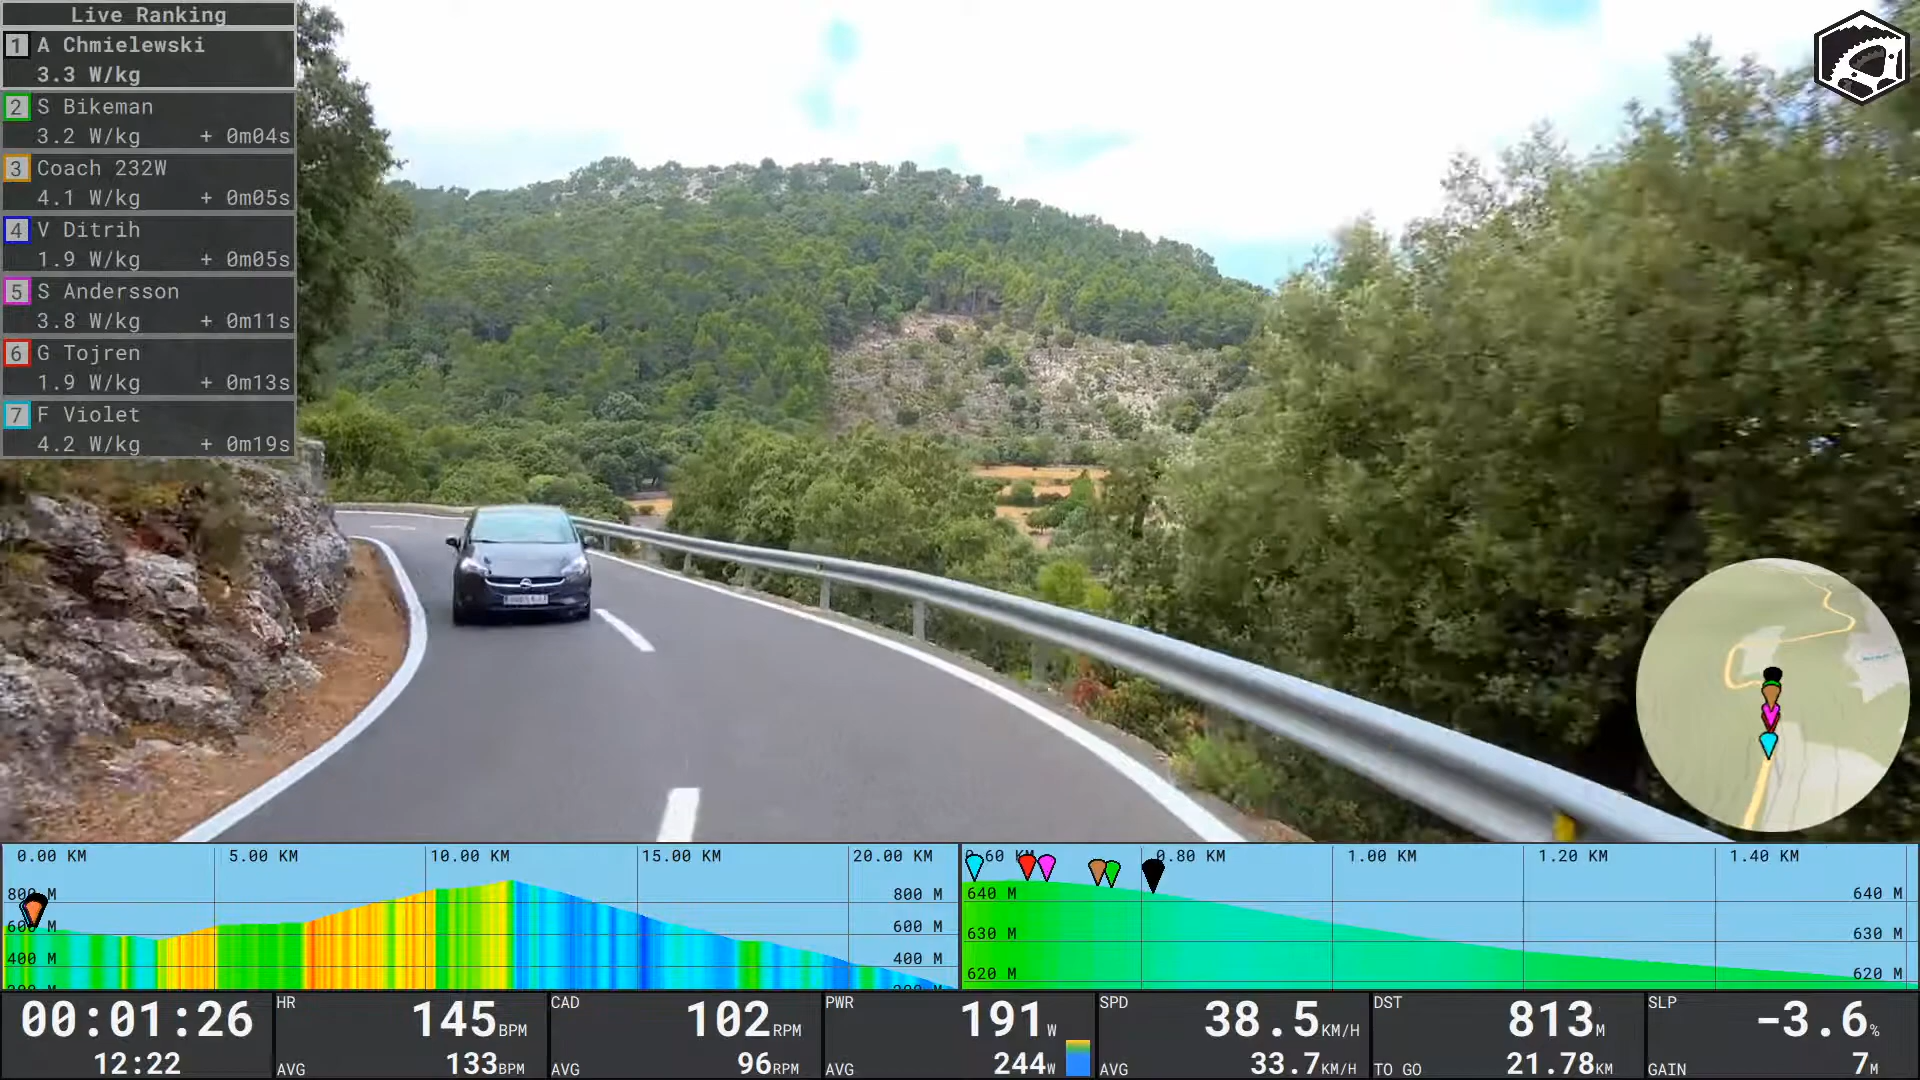 Live Ranking
1 A Chmielewski
3.3 W/kg
2 S Bikeman
3.2 W/kg + 0m04s
3 Coach 232W
4.1 W/kg + 0m05s
4 V Ditrih
1.9 W/kg + 0m05s
5 S Andersson
3.8 W/kg + 0m11s
6 G Tojren
1.9 W/kg + 0m13s
7 F Violet
4.2 W/kg + 0m19s
0.00 KM 5.00 KM 10.00 KM 15.00 KM 20.00 KM
800 M 800 M
600 M 600 M
400 M 400 M
0.60 KM 0.80 KM 1.00 KM 1.20 KM 1.40 KM
640 M 640 M
630 M 630 M
620 M 620 M
00:01:26
12:22
HR 145 BPM
AVG 133 BPM
CAD 102 RPM
AVG 96 RPM
PWR 191 W
AVG 244 W
SPD 38.5 KM/H
AVG 33.7 KM/H
DST 813 M
TO GO 21.78 KM
SLP -3.6 %
GAIN 7 M